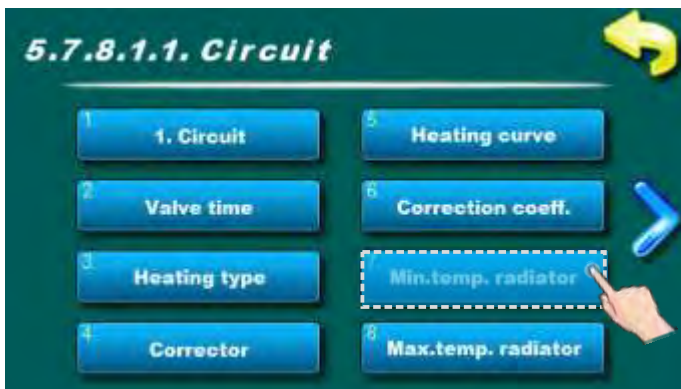 5.7.8.1.1. Circuit
1
1. Circuit
2
Valve time
3
Heating type
4
Corrector
5
Heating curve
6
Correction coeff.
Min.temp. radiator
8
Max.temp. radiator